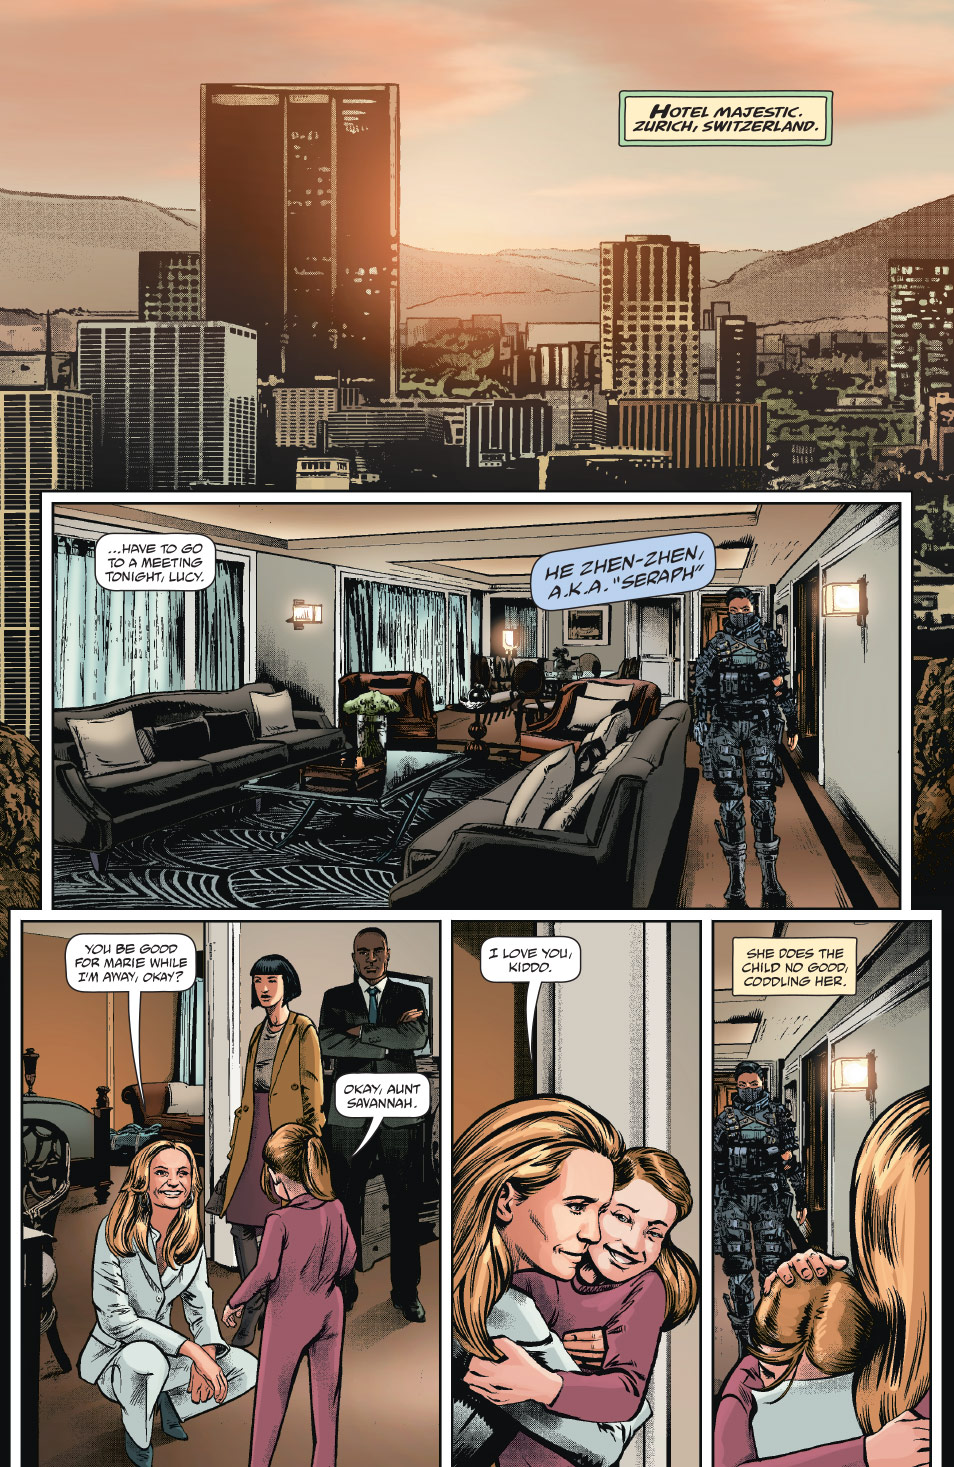 HOTEL MAJESTIC.
ZURICH, SWITZERLAND.
...HAVE TO GO
TO A MEETING
TONIGHT, LUCY.
HE ZHEN-ZHEN,
A.K.A. "SERAPH"
YOU BE GOOD
FOR MARIE WHILE
I'M AWAY, OKAY?
OKAY, AUNT
SAVANNAH.
I LOVE YOU,
KIDDO.
SHE DOES THE
CHILD NO GOOD,
CODDLING HER.